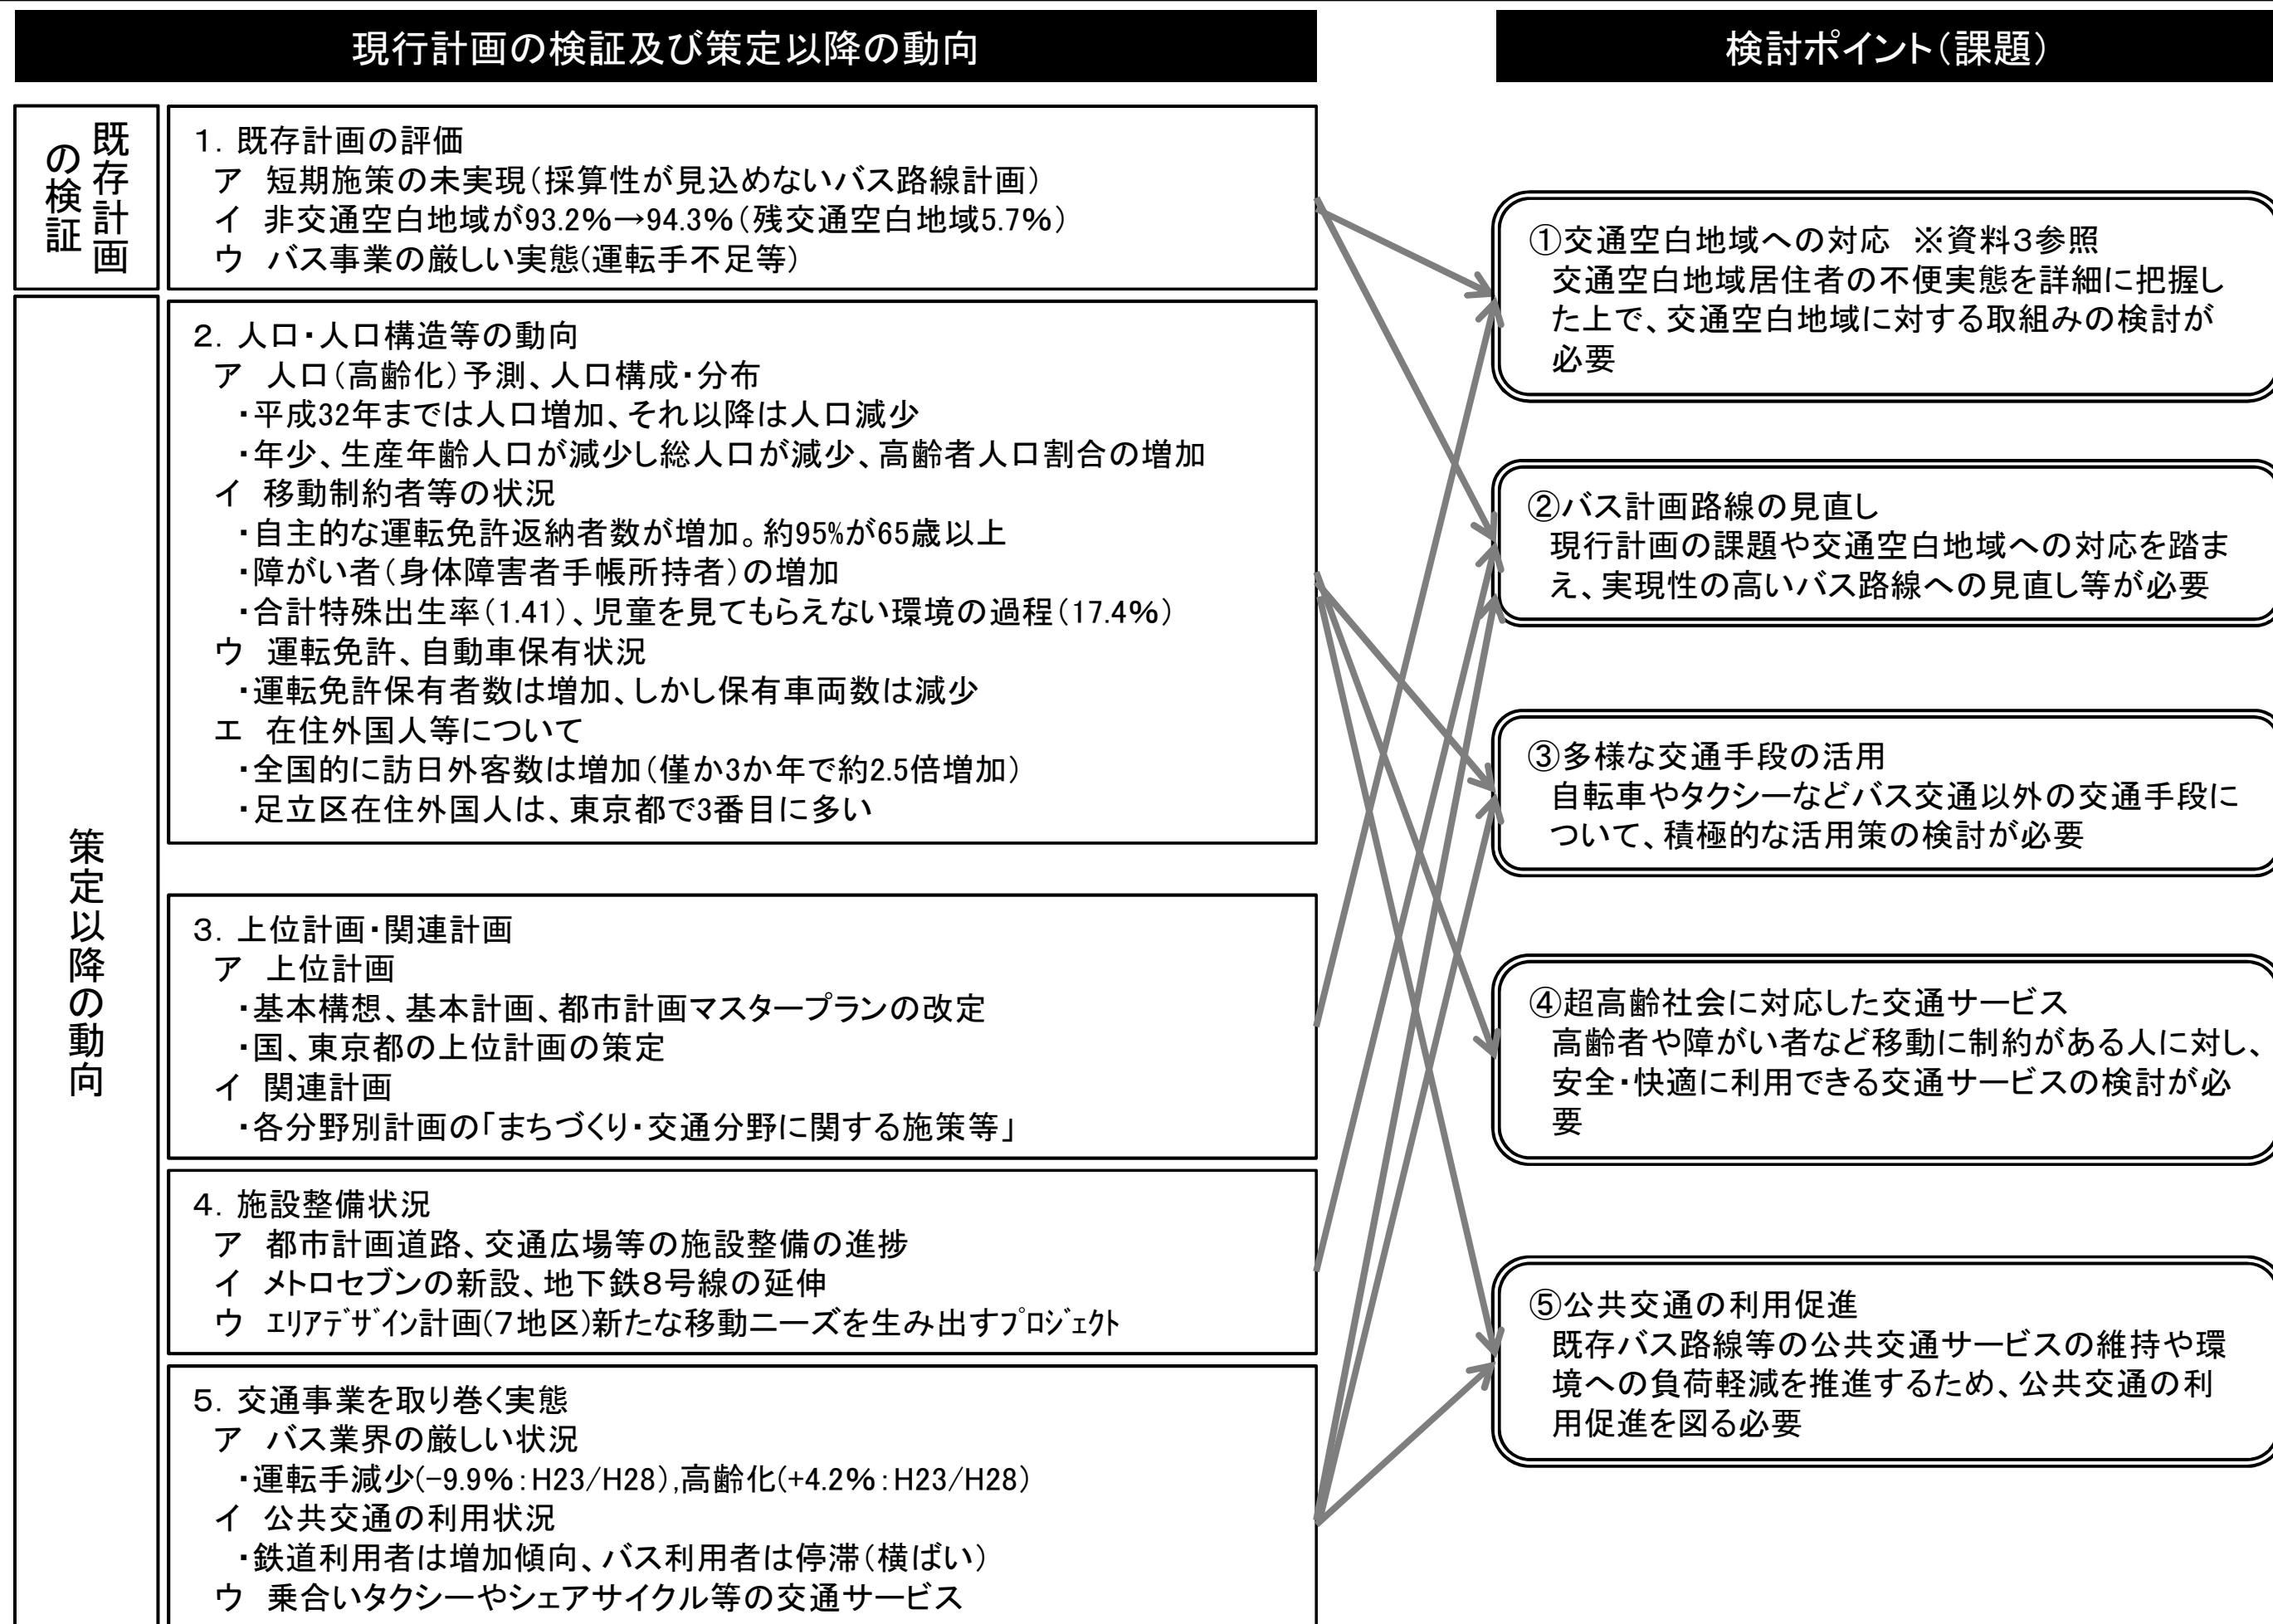 現行計画の検証及び策定以降の動向
検討ポイント(課題)
既存計画
の検証
1．既存計画の評価
ア　短期施策の未実現(採算性が見込めないバス路線計画)
イ　非交通空白地域が93.2%→94.3%(残交通空白地域5.7%)
ウ　バス事業の厳しい実態(運転手不足等)
策定以降の動向
2．人口・人口構造等の動向
ア　人口(高齢化)予測、人口構成・分布
・平成32年までは人口増加、それ以降は人口減少
・年少、生産年齢人口が減少し総人口が減少、高齢者人口割合の増加
イ　移動制約者等の状況
・自主的な運転免許返納者数が増加。約95%が65歳以上
・障がい者(身体障害者手帳所持者)の増加
・合計特殊出生率(1.41)、児童を見てもらえない環境の過程(17.4%)
ウ　運転免許、自動車保有状況
・運転免許保有者数は増加、しかし保有車両数は減少
エ　在住外国人等について
・全国的に訪日外客数は増加(僅か3か年で約2.5倍増加)
・足立区在住外国人は、東京都で3番目に多い
3．上位計画・関連計画
ア　上位計画
・基本構想、基本計画、都市計画マスタープランの改定
・国、東京都の上位計画の策定
イ　関連計画
・各分野別計画の「まちづくり・交通分野に関する施策等」
4．施設整備状況
ア　都市計画道路、交通広場等の施設整備の進捗
イ　メトロセブンの新設、地下鉄8号線の延伸
ウ　ｴﾘｱﾃﾞｻﾞｲﾝ計画(7地区)新たな移動ニーズを生み出すﾌﾟﾛｼﾞｪｸﾄ
5．交通事業を取り巻く実態
ア　バス業界の厳しい状況
・運転手減少(-9.9%:H23/H28),高齢化(+4.2%:H23/H28)
イ　公共交通の利用状況
・鉄道利用者は増加傾向、バス利用者は停滞(横ばい)
ウ　乗合いタクシーやシェアサイクル等の交通サービス
①交通空白地域への対応　※資料3参照
交通空白地域居住者の不便実態を詳細に把握し
た上で、交通空白地域に対する取組みの検討が
必要
②バス計画路線の見直し
現行計画の課題や交通空白地域への対応を踏ま
え、実現性の高いバス路線への見直し等が必要
③多様な交通手段の活用
自転車やタクシーなどバス交通以外の交通手段に
ついて、積極的な活用策の検討が必要
④超高齢社会に対応した交通サービス
高齢者や障がい者など移動に制約がある人に対し、
安全・快適に利用できる交通サービスの検討が必
要
⑤公共交通の利用促進
既存バス路線等の公共交通サービスの維持や環
境への負荷軽減を推進するため、公共交通の利
用促進を図る必要